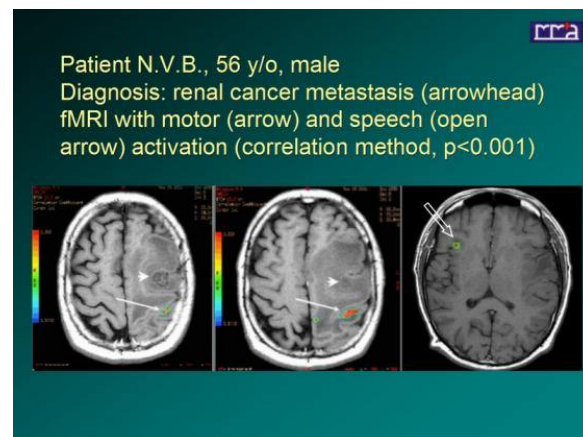 rmra
Patient N.V.B., 56 y/o, male
Diagnosis: renal cancer metastasis (arrowhead)
fMRI with motor (arrow) and speech (open
arrow) activation (correlation method, p<0.001)